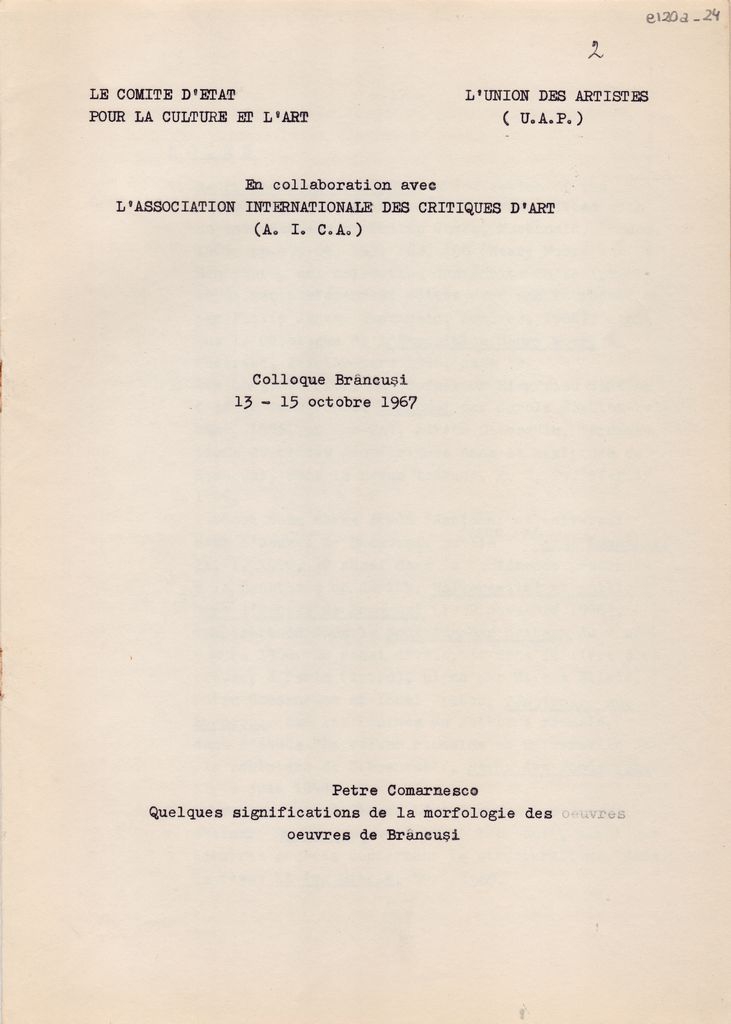 e120a-24
2
LE COMITE D'ETAT
POUR LA CULTURE ET L'ART
L'UNION DES ARTISTES
( U.A.P.)
En collaboration avec
L'ASSOCIATION INTERNATIONALE DES CRITIQUES D'ART
(A. I. C.A.)
Colloque Brâncuşi
13 - 15 octobre 1967
Petre Comarnesco
Quelques significations de la morfologie des oeuvres
oeuvres de Brâncuşi